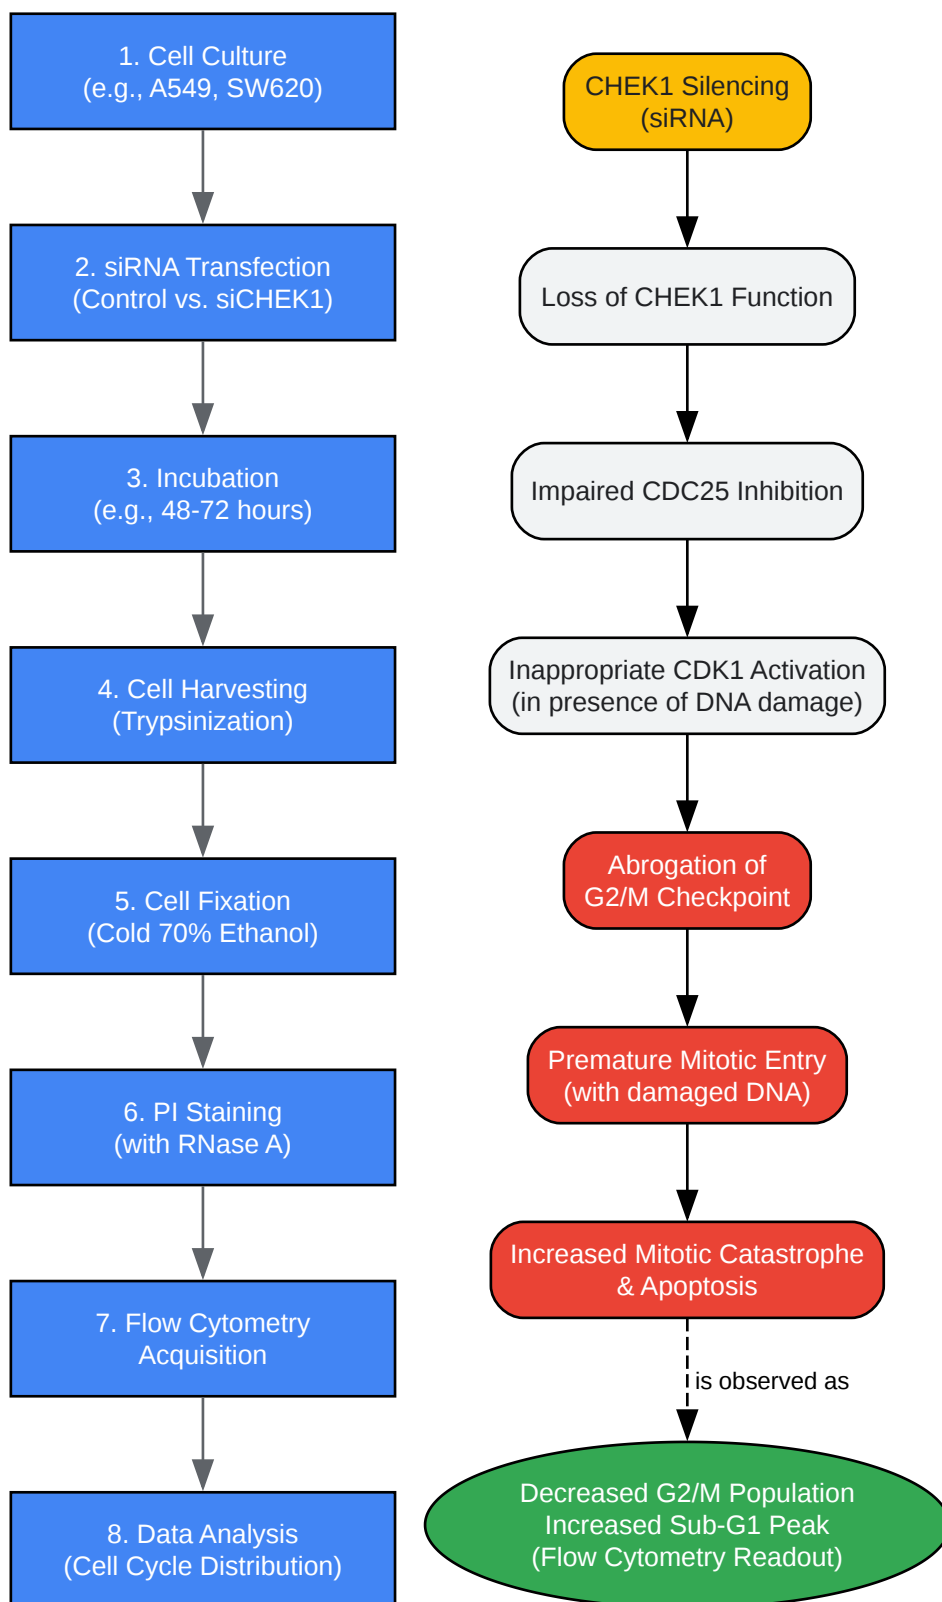 1. Cell Culture
(e.g., A549, SW620)
2. siRNA Transfection
(Control vs. siCHEK1)
3. Incubation
(e.g., 48-72 hours)
4. Cell Harvesting
(Trypsinization)
5. Cell Fixation
(Cold 70% Ethanol)
6. PI Staining
(with RNase A)
7. Flow Cytometry
Acquisition
8. Data Analysis
(Cell Cycle Distribution)
CHEK1 Silencing
(siRNA)
Loss of CHEK1 Function
Impaired CDC25 Inhibition
Inappropriate CDK1 Activation
(in presence of DNA damage)
Abrogation of
G2/M Checkpoint
Premature Mitotic Entry
(with damaged DNA)
Increased Mitotic Catastrophe
& Apoptosis
is observed as
Decreased G2/M Population
Increased Sub-G1 Peak
(Flow Cytometry Readout)